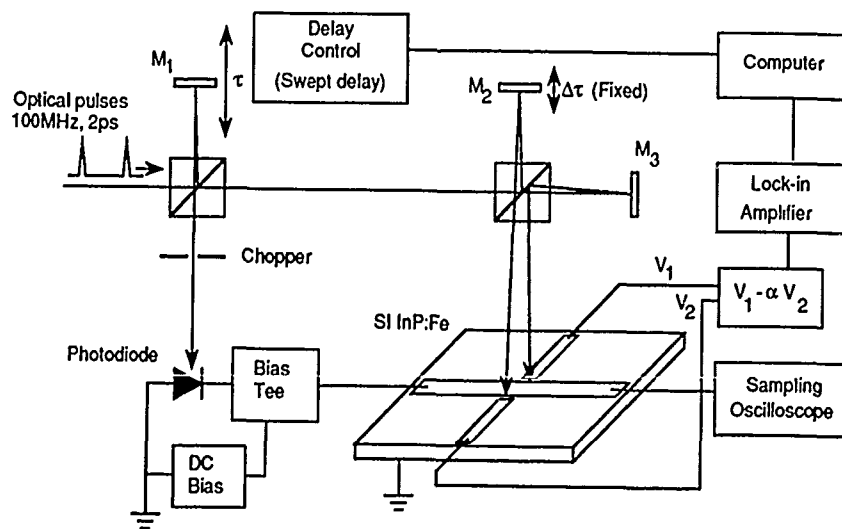 Delay
Control
(Swept delay)
Computer
M1
τ
M2
Δτ (Fixed)
Optical pulses
100MHz, 2ps
M3
Lock-in
Amplifier
Chopper
V1
V2
V1 - α V2
SI InP:Fe
Photodiode
Bias
Tee
Sampling
Oscilloscope
DC
Bias